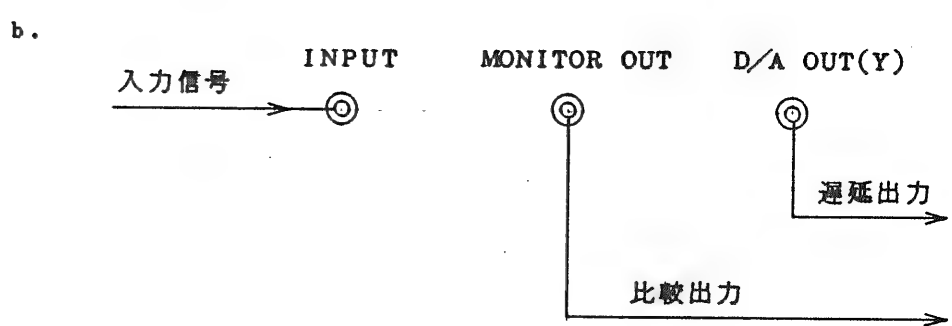 b.
INPUT
MONITOR OUT
D/A OUT(Y)
入力信号
遅延出力
比較出力